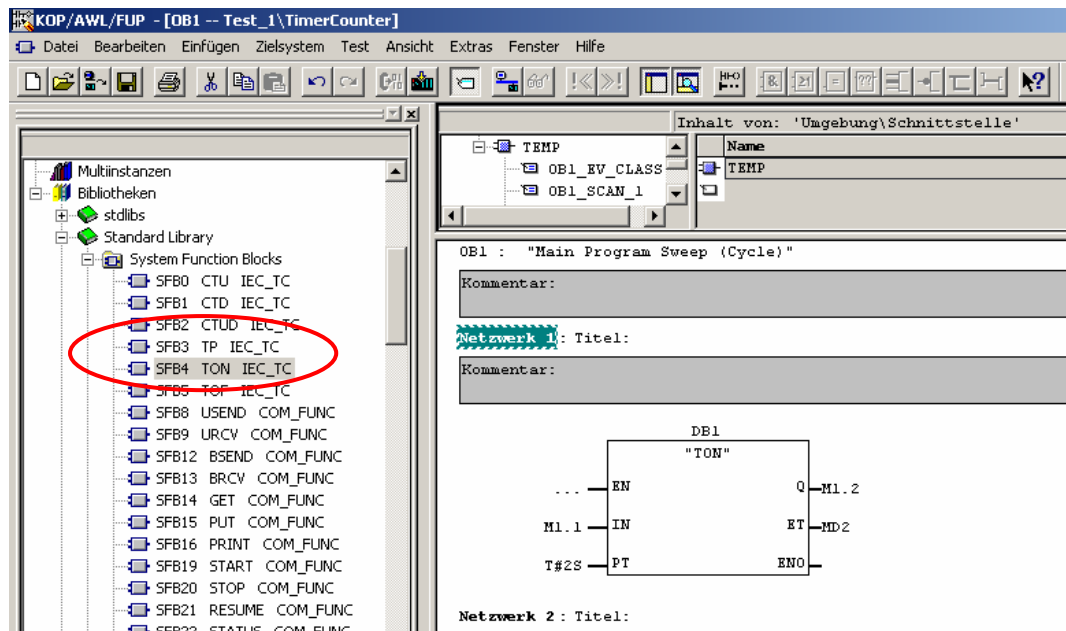 KOP/AWL/FUP - [OB1 -- Test_1\TimerCounter]
Datei Bearbeiten Einfügen Zielsystem Test Ansicht Extras Fenster Hilfe
Multiinstanzen
Bibliotheken
stdlibs
Standard Library
System Function Blocks
SFB0 CTU IEC_TC
SFB1 CTD IEC_TC
SFB2 CTUD IEC_TC
SFB3 TP IEC_TC
SFB4 TON IEC_TC
SFB5 TOF IEC_TC
SFB8 USEND COM_FUNC
SFB9 URCV COM_FUNC
SFB12 BSEND COM_FUNC
SFB13 BRCV COM_FUNC
SFB14 GET COM_FUNC
SFB15 PUT COM_FUNC
SFB16 PRINT COM_FUNC
SFB19 START COM_FUNC
SFB20 STOP COM_FUNC
SFB21 RESUME COM_FUNC
SFB22 STATUS COM_FUNC
Inhalt von: 'Umgebung\Schnittstelle'
TEMP
OB1_EV_CLASS
OB1_SCAN_1
Name
TEMP
OB1 : "Main Program Sweep (Cycle)"
Kommentar:
Netzwerk 1: Titel:
Kommentar:
DB1
"TON"
... EN Q M1.2
M1.1 IN ET MD2
T#2S PT ENO
Netzwerk 2 : Titel: